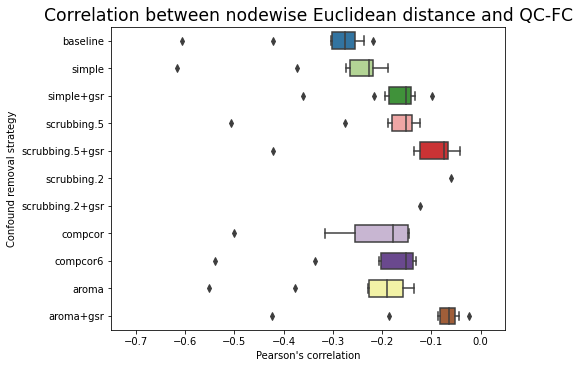 Correlation between nodewise Euclidean distance and QC-FC
Confound removal strategy
baseline
simple
simple+gsr
scrubbing.5
scrubbing.5+gsr
scrubbing.2
scrubbing.2+gsr
compcor
compcor6
aroma
aroma+gsr
−0.7 −0.6 −0.5 −0.4 −0.3 −0.2 −0.1 0.0
Pearson's correlation